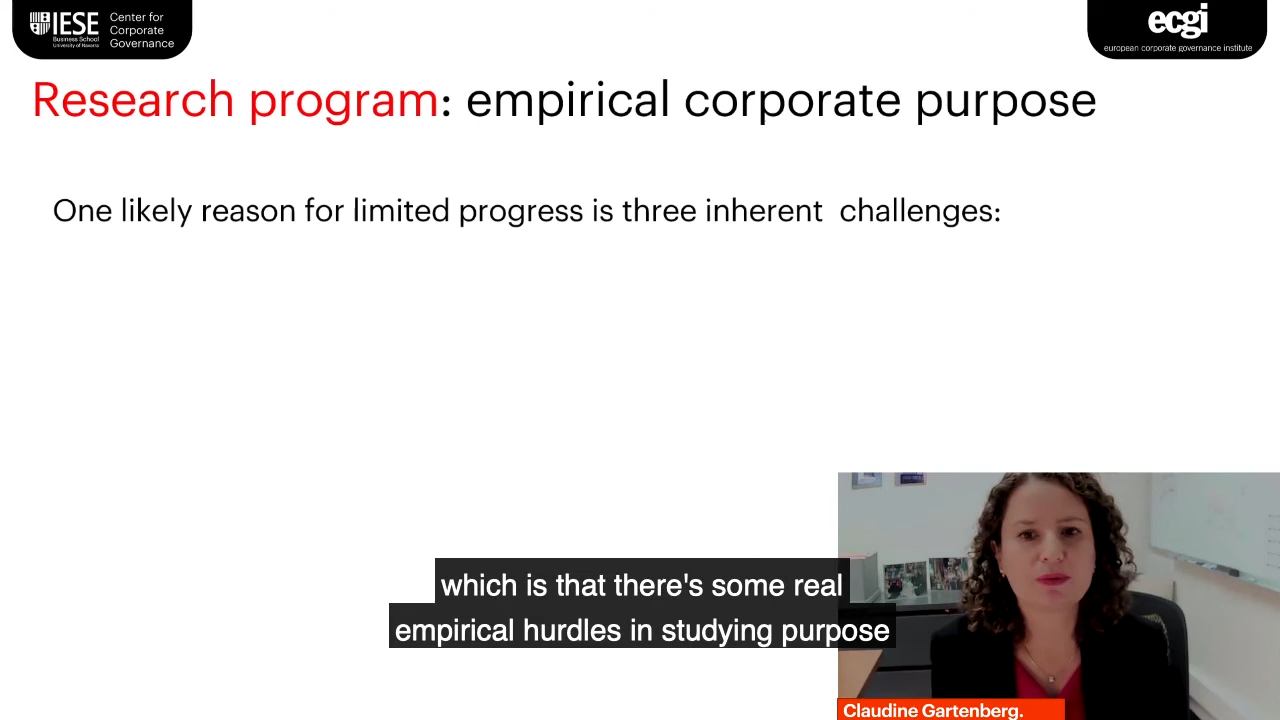 IESE
Business School
University of Navarra
Center for
Corporate
Governance
ecgi
european corporate governance institute
Research program: empirical corporate purpose
One likely reason for limited progress is three inherent challenges:
which is that there's some real
empirical hurdles in studying purpose
Claudine Gartenberg.